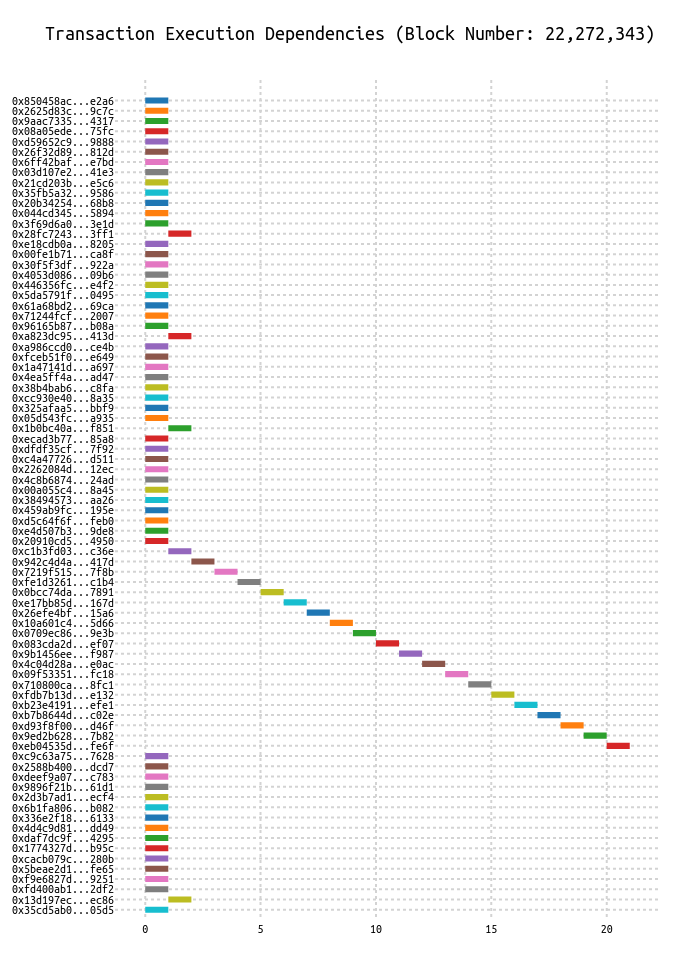 Transaction Execution Dependencies (Block Number: 22,272,343)
0x850458ac...e2a6
0x2625d83c...9c7c
0x9aac7335...4317
0x08a05ede...75fc
0xd59652c9...9888
0x26f32d89...812d
0x6ff42baf...e7bd
0x03d107e2...41e3
0x21cd203b...e5c6
0x35fb5a32...9586
0x20b34254...68b8
0x044cd345...5894
0x3f69d6a0...3e1d
0x28fc7243...3ff1
0xe18cdb0a...8205
0x00fe1b71...ca8f
0x30f5f3df...922a
0x4053d086...09b6
0x446356fc...e4f2
0x5da5791f...0495
0x61a68bd2...69ca
0x71244fcf...2007
0x96165b87...b08a
0xa823dc95...413d
0xa986ccd0...ce4b
0xfceb51f0...e649
0x1a47141d...a697
0x4ea5ff4a...ad47
0x38b4bab6...c8fa
0xcc930e40...8a35
0x325afaa5...bbf9
0x05d543fc...a935
0x1b0bc40a...f851
0xecad3b77...85a8
0xdfdf35cf...7f92
0xc4a47726...d511
0x2262084d...12ec
0x4c8b6874...24ad
0x00a055c4...8a45
0x38494573...aa26
0x459ab9fc...195e
0xd5c64f6f...feb0
0xe4d507b3...9de8
0x20910cd5...4950
0xc1b3fd03...c36e
0x942c4d4a...417d
0x7219f515...7f8b
0xfe1d3261...c1b4
0x0bcc74da...7891
0xe17bb85d...167d
0x26efe4bf...15a6
0x10a601c4...5d66
0x0709ec86...9e3b
0x083cda2d...ef07
0x9b1456ee...f987
0x4c04d28a...e0ac
0x09f53351...fc18
0x710800ca...8fc1
0xfdb7b13d...e132
0xb23e4191...efe1
0xb7b8644d...c02e
0xd93f8f00...d46f
0x9ed2b628...7b82
0xeb04535d...fe6f
0xc9c63a75...7628
0x2588b400...dcd7
0xdeef9a07...c783
0x9896f21b...61d1
0x2d3b7ad1...ecf4
0x6b1fa806...b082
0x336e2f18...6133
0x4d4c9d81...dd49
0xdaf7dc9f...4295
0x1774327d...b95c
0xcacb079c...280b
0x5beae2d1...fe65
0xf9e6827d...9251
0xfd400ab1...2df2
0x13d197ec...ec86
0x35cd5ab0...05d5
0 5 10 15 20